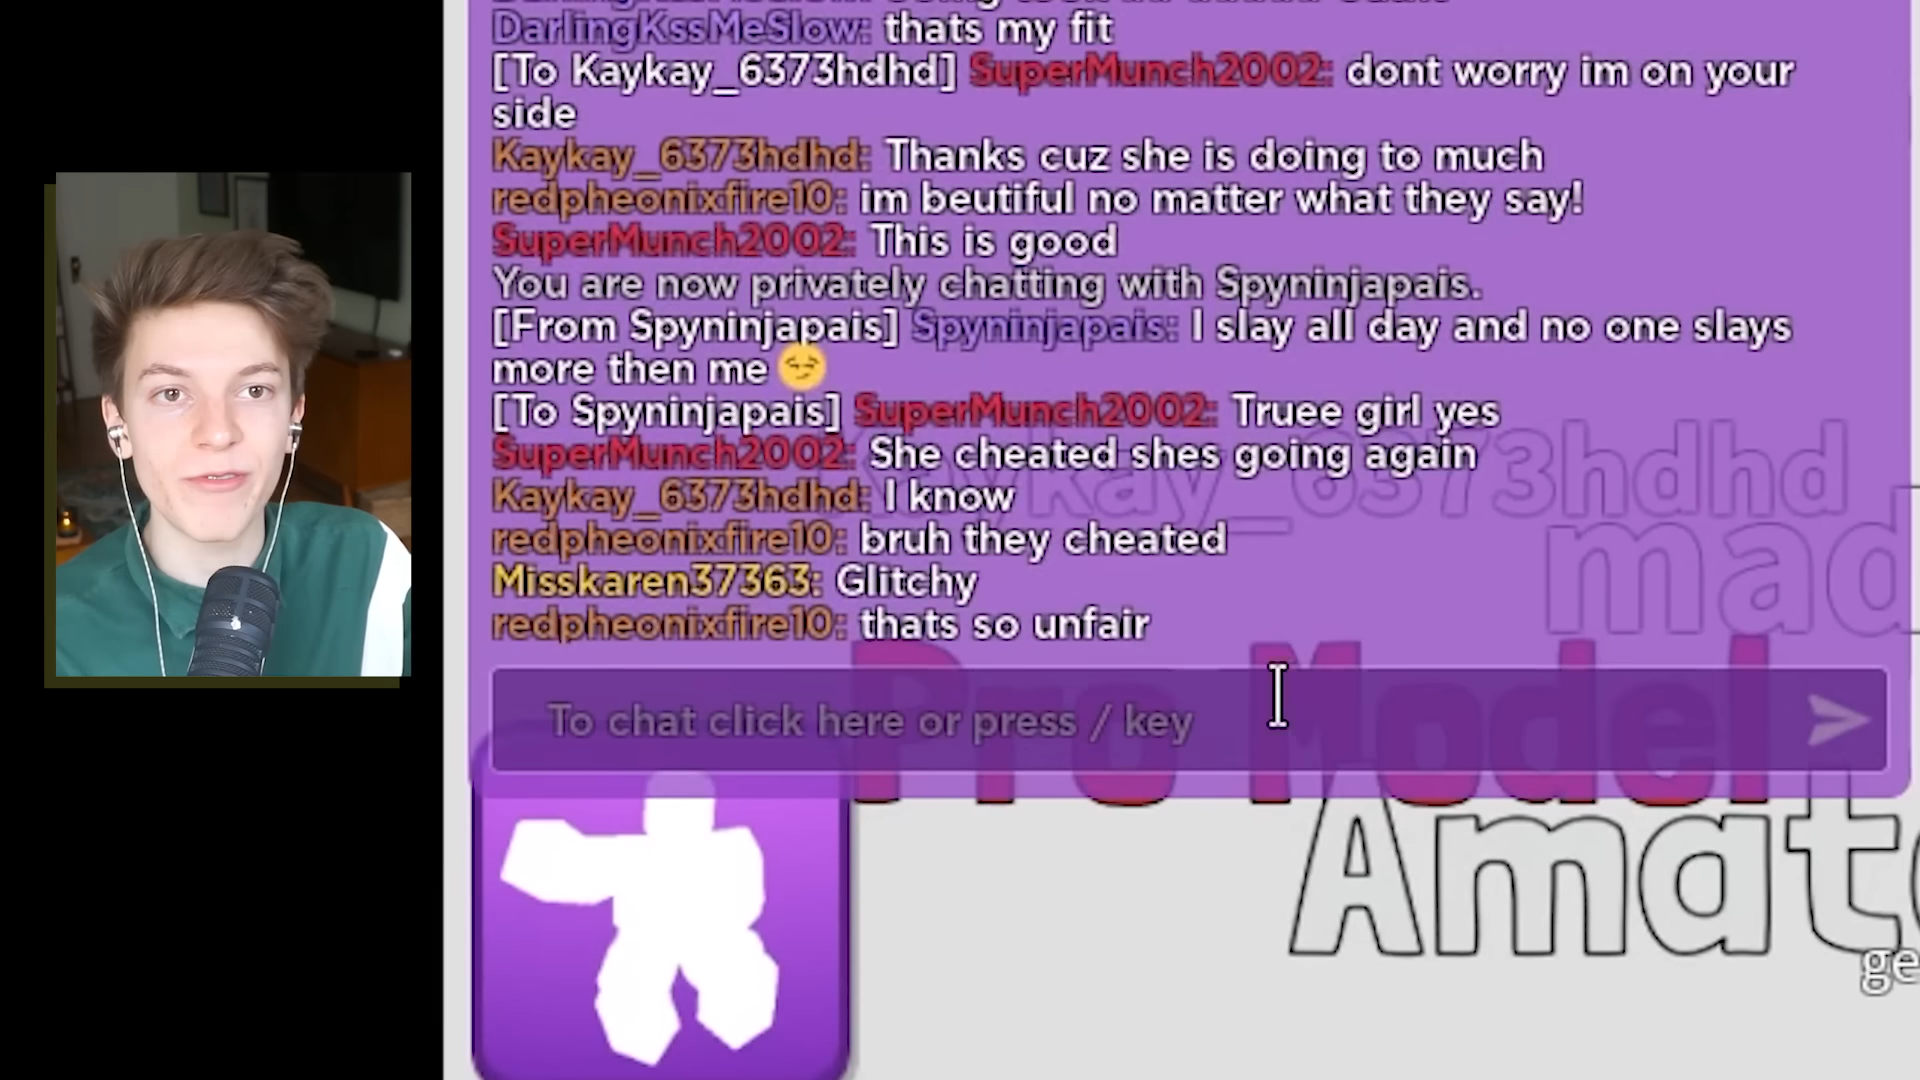 DarlingKssMeSlow: thats my fit
[To Kaykay_6373hdhd] SuperMunch2002: dont worry im on your
side
Kaykay_6373hdhd: Thanks cuz she is doing to much
redpheonixfire10: im beutiful no matter what they say!
SuperMunch2002: This is good
You are now privately chatting with Spyninjapais.
[From Spyninjapais] Spyninjapais: I slay all day and no one slays
more then me 😏
[To Spyninjapais] SuperMunch2002: Truee girl yes
SuperMunch2002: She cheated shes going again
Kaykay_6373hdhd: I know
redpheonixfire10: bruh they cheated
Misskaren37363: Glitchy
redpheonixfire10: thats so unfair
To chat click here or press / key
Kaykay_6373hdhd
mad
Pro Model
Amat
ge